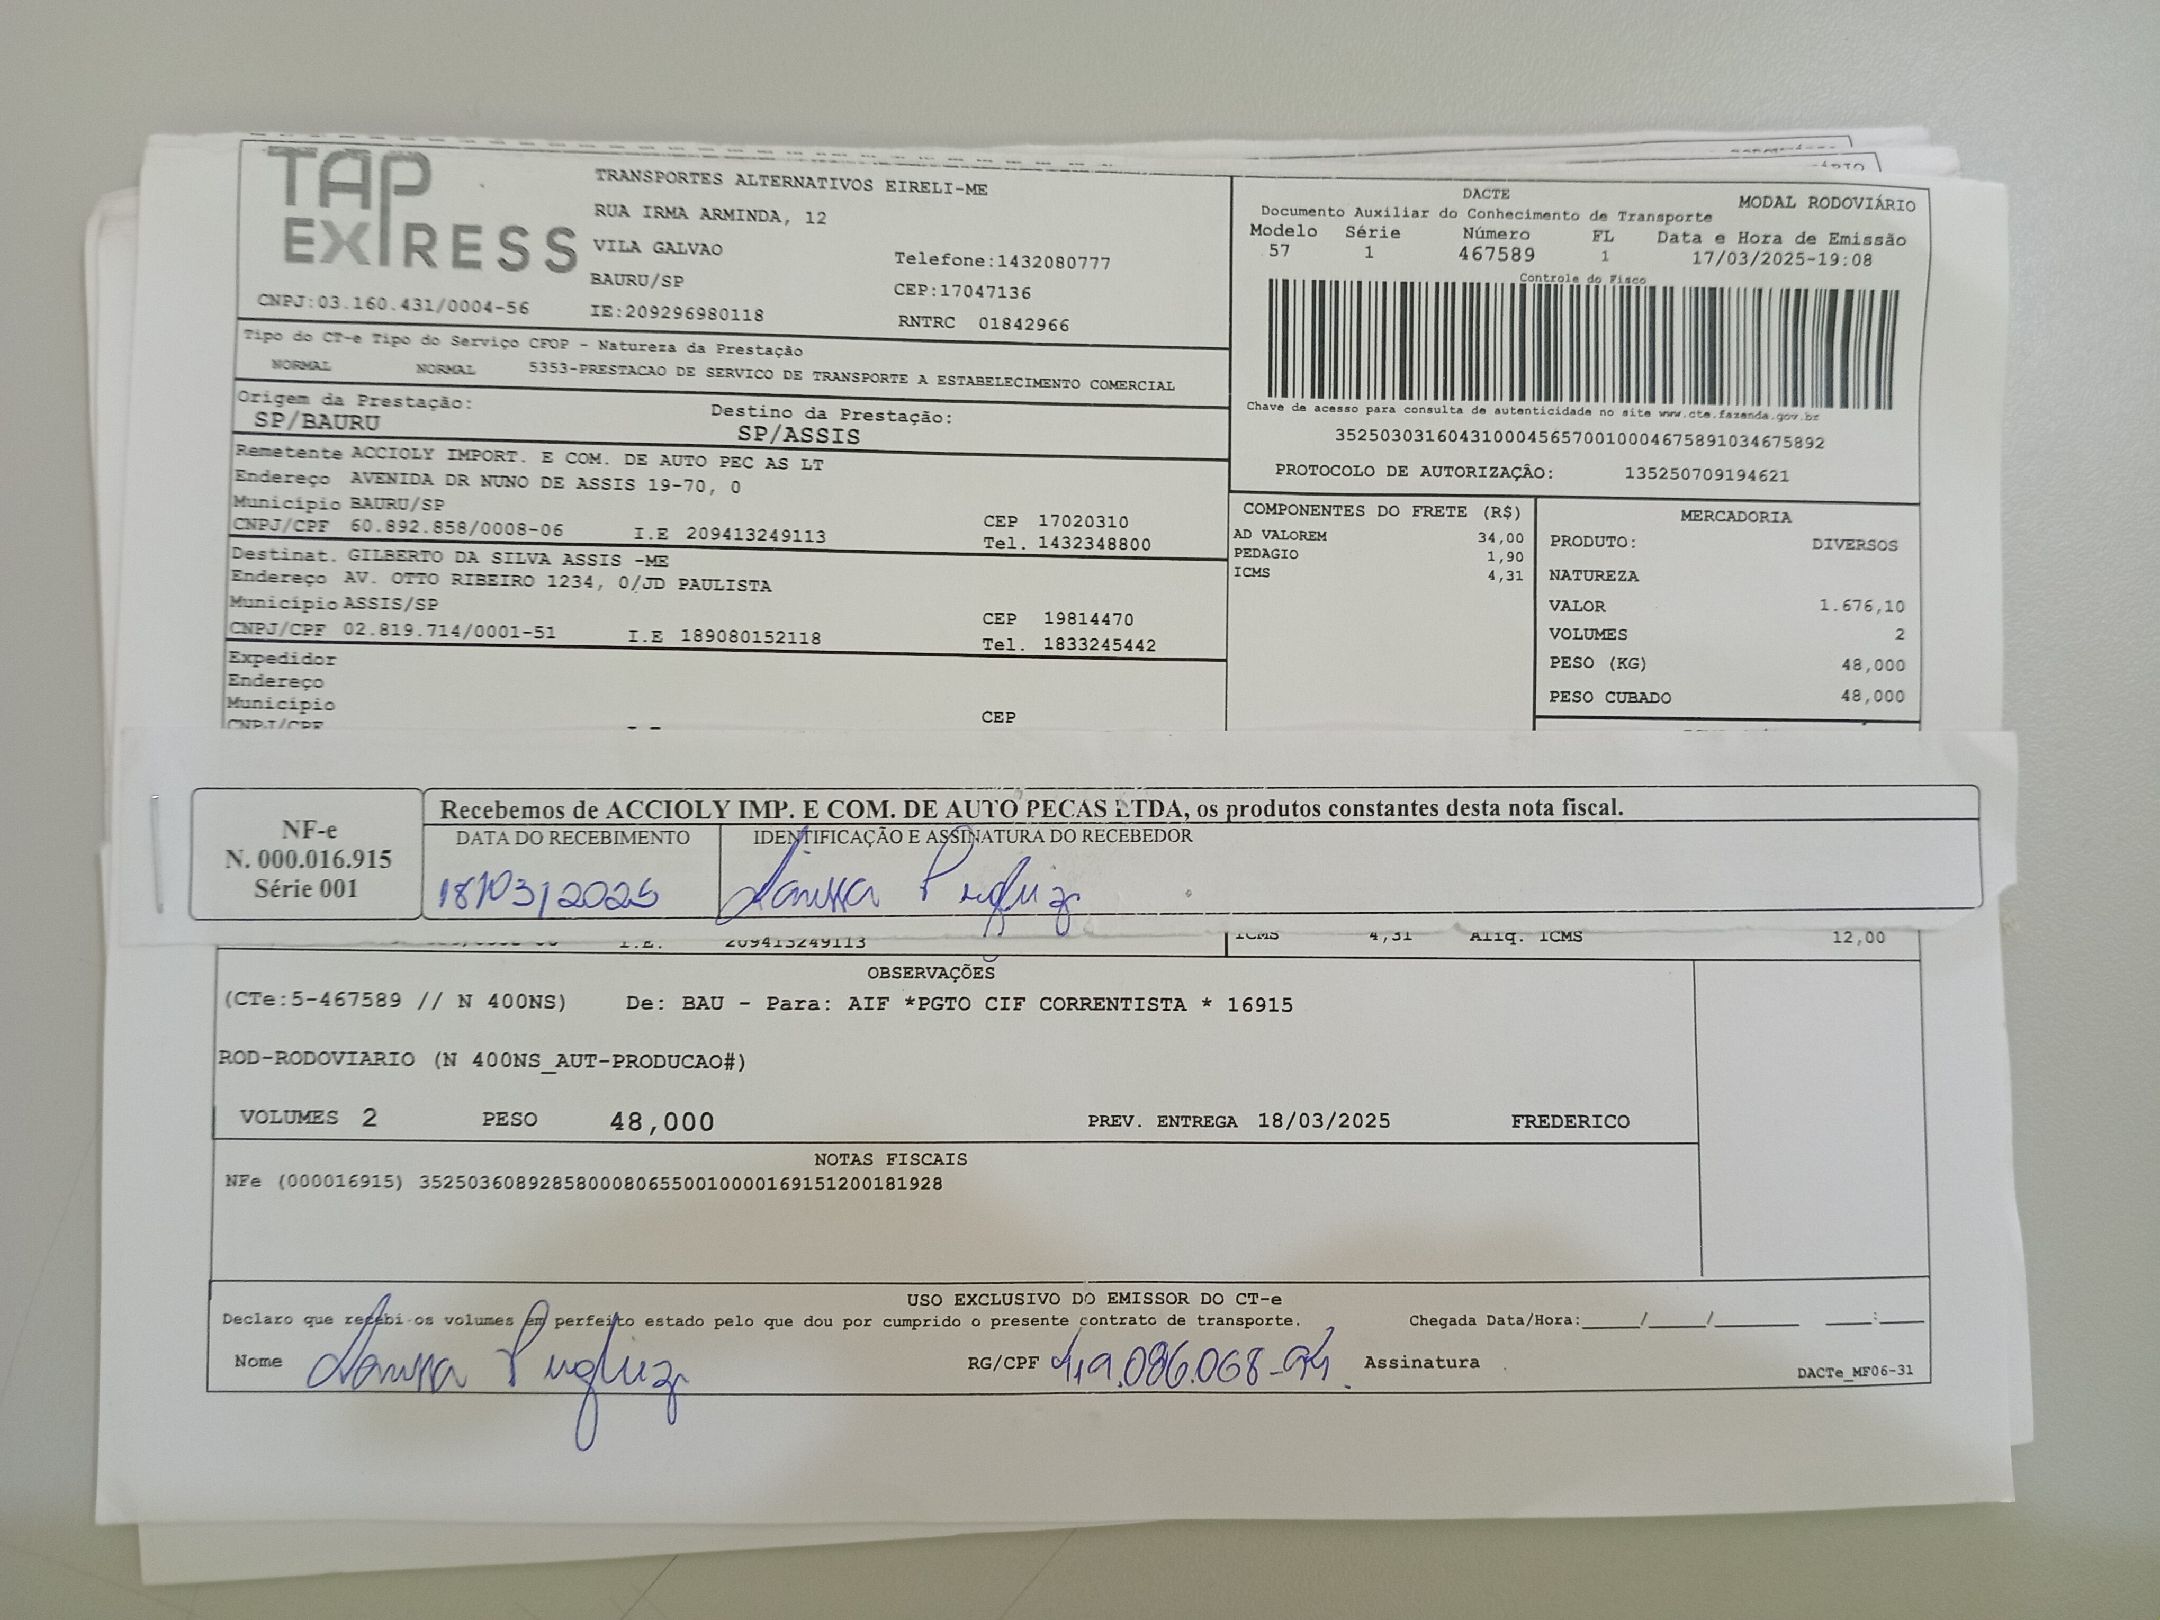 TAP EXPRESS
TRANSPORTES ALTERNATIVOS EIRELI-ME
RUA IRMA ARMINDA, 12
VILA GALVAO
Telefone:1432080777
BAURU/SP
CEP:17047136
CNPJ:03.160.431/0004-56
IE:209296980118
RNTRC 01842966
DACTE
MODAL RODOVIÁRIO
Documento Auxiliar do Conhecimento de Transporte
Modelo Série Número FL Data e Hora de Emissão
57 1 467589 1 17/03/2025-19:08
Controle do Fisco
Chave de acesso para consulta de autenticidade no site www.cte.fazenda.gov.br
35250303160431000456570010004675891034675892
PROTOCOLO DE AUTORIZAÇÃO: 135250709194621
Tipo do CT-e Tipo do Serviço CFOP - Natureza da Prestação
NORMAL NORMAL 5353-PRESTACAO DE SERVICO DE TRANSPORTE A ESTABELECIMENTO COMERCIAL
Origem da Prestação: Destino da Prestação:
SP/BAURU SP/ASSIS
Remetente ACCIOLY IMPORT. E COM. DE AUTO PEC AS LT
Endereço AVENIDA DR NUNO DE ASSIS 19-70, 0
Município BAURU/SP CEP 17020310
CNPJ/CPF 60.892.858/0008-06 I.E 209413249113 Tel. 1432348800
Destinat. GILBERTO DA SILVA ASSIS -ME
Endereço AV. OTTO RIBEIRO 1234, 0/JD PAULISTA
Município ASSIS/SP CEP 19814470
CNPJ/CPF 02.819.714/0001-51 I.E 189080152118 Tel. 1833245442
Expedidor
Endereço
Município CEP
CNPJ/CPF
COMPONENTES DO FRETE (R$)
AD VALOREM 34,00
PEDAGIO 1,90
ICMS 4,31
MERCADORIA
PRODUTO: DIVERSOS
NATUREZA
VALOR 1.676,10
VOLUMES 2
PESO (KG) 48,000
PESO CUBADO 48,000
NF-e
N. 000.016.915
Série 001
Recebemos de ACCIOLY IMP. E COM. DE AUTO PECAS LTDA, os produtos constantes desta nota fiscal.
DATA DO RECEBIMENTO IDENTIFICAÇÃO E ASSINATURA DO RECEBEDOR
18/03/2025
I.E. 209413249113 ICMS 4,31 Aliq. ICMS 12,00
OBSERVAÇÕES
(CTe:5-467589 // N 400NS) De: BAU - Para: AIF *PGTO CIF CORRENTISTA * 16915
ROD-RODOVIARIO (N 400NS_AUT-PRODUCAO#)
VOLUMES 2 PESO 48,000 PREV. ENTREGA 18/03/2025 FREDERICO
NOTAS FISCAIS
NFe (000016915) 35250360892858000806550010000169151200181928
USO EXCLUSIVO DO EMISSOR DO CT-e
Declaro que recebi os volumes em perfeito estado pelo que dou por cumprido o presente contrato de transporte. Chegada Data/Hora:____/____/______ ____:____
Nome RG/CPF Assinatura
DACTe_MF06-31